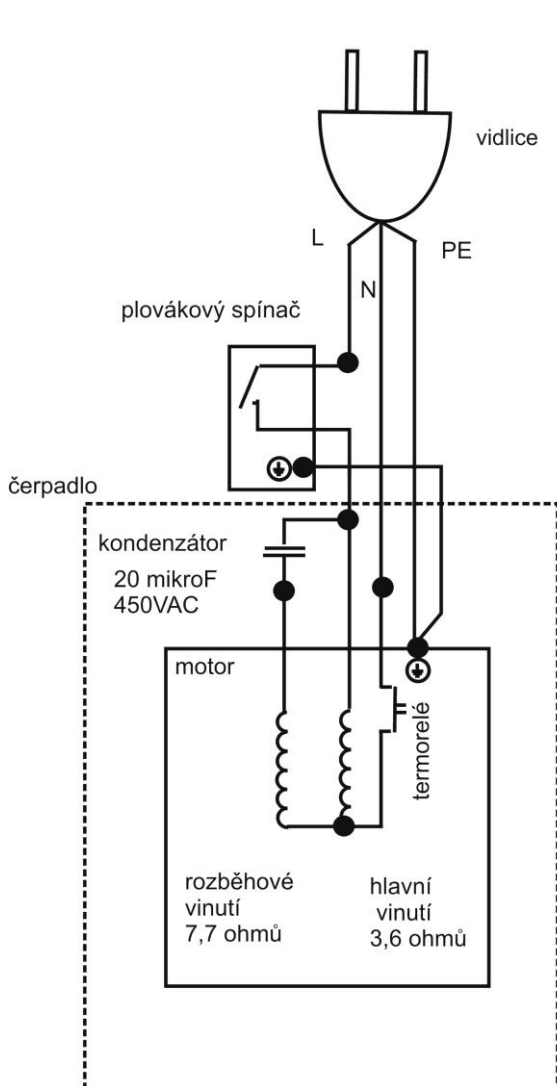 vidlice
L
PE
N
plovákový spínač
čerpadlo
kondenzátor
20 mikroF
450VAC
motor
termorelé
rozběhové
vinutí
7,7 ohmů
hlavní
vinutí
3,6 ohmů